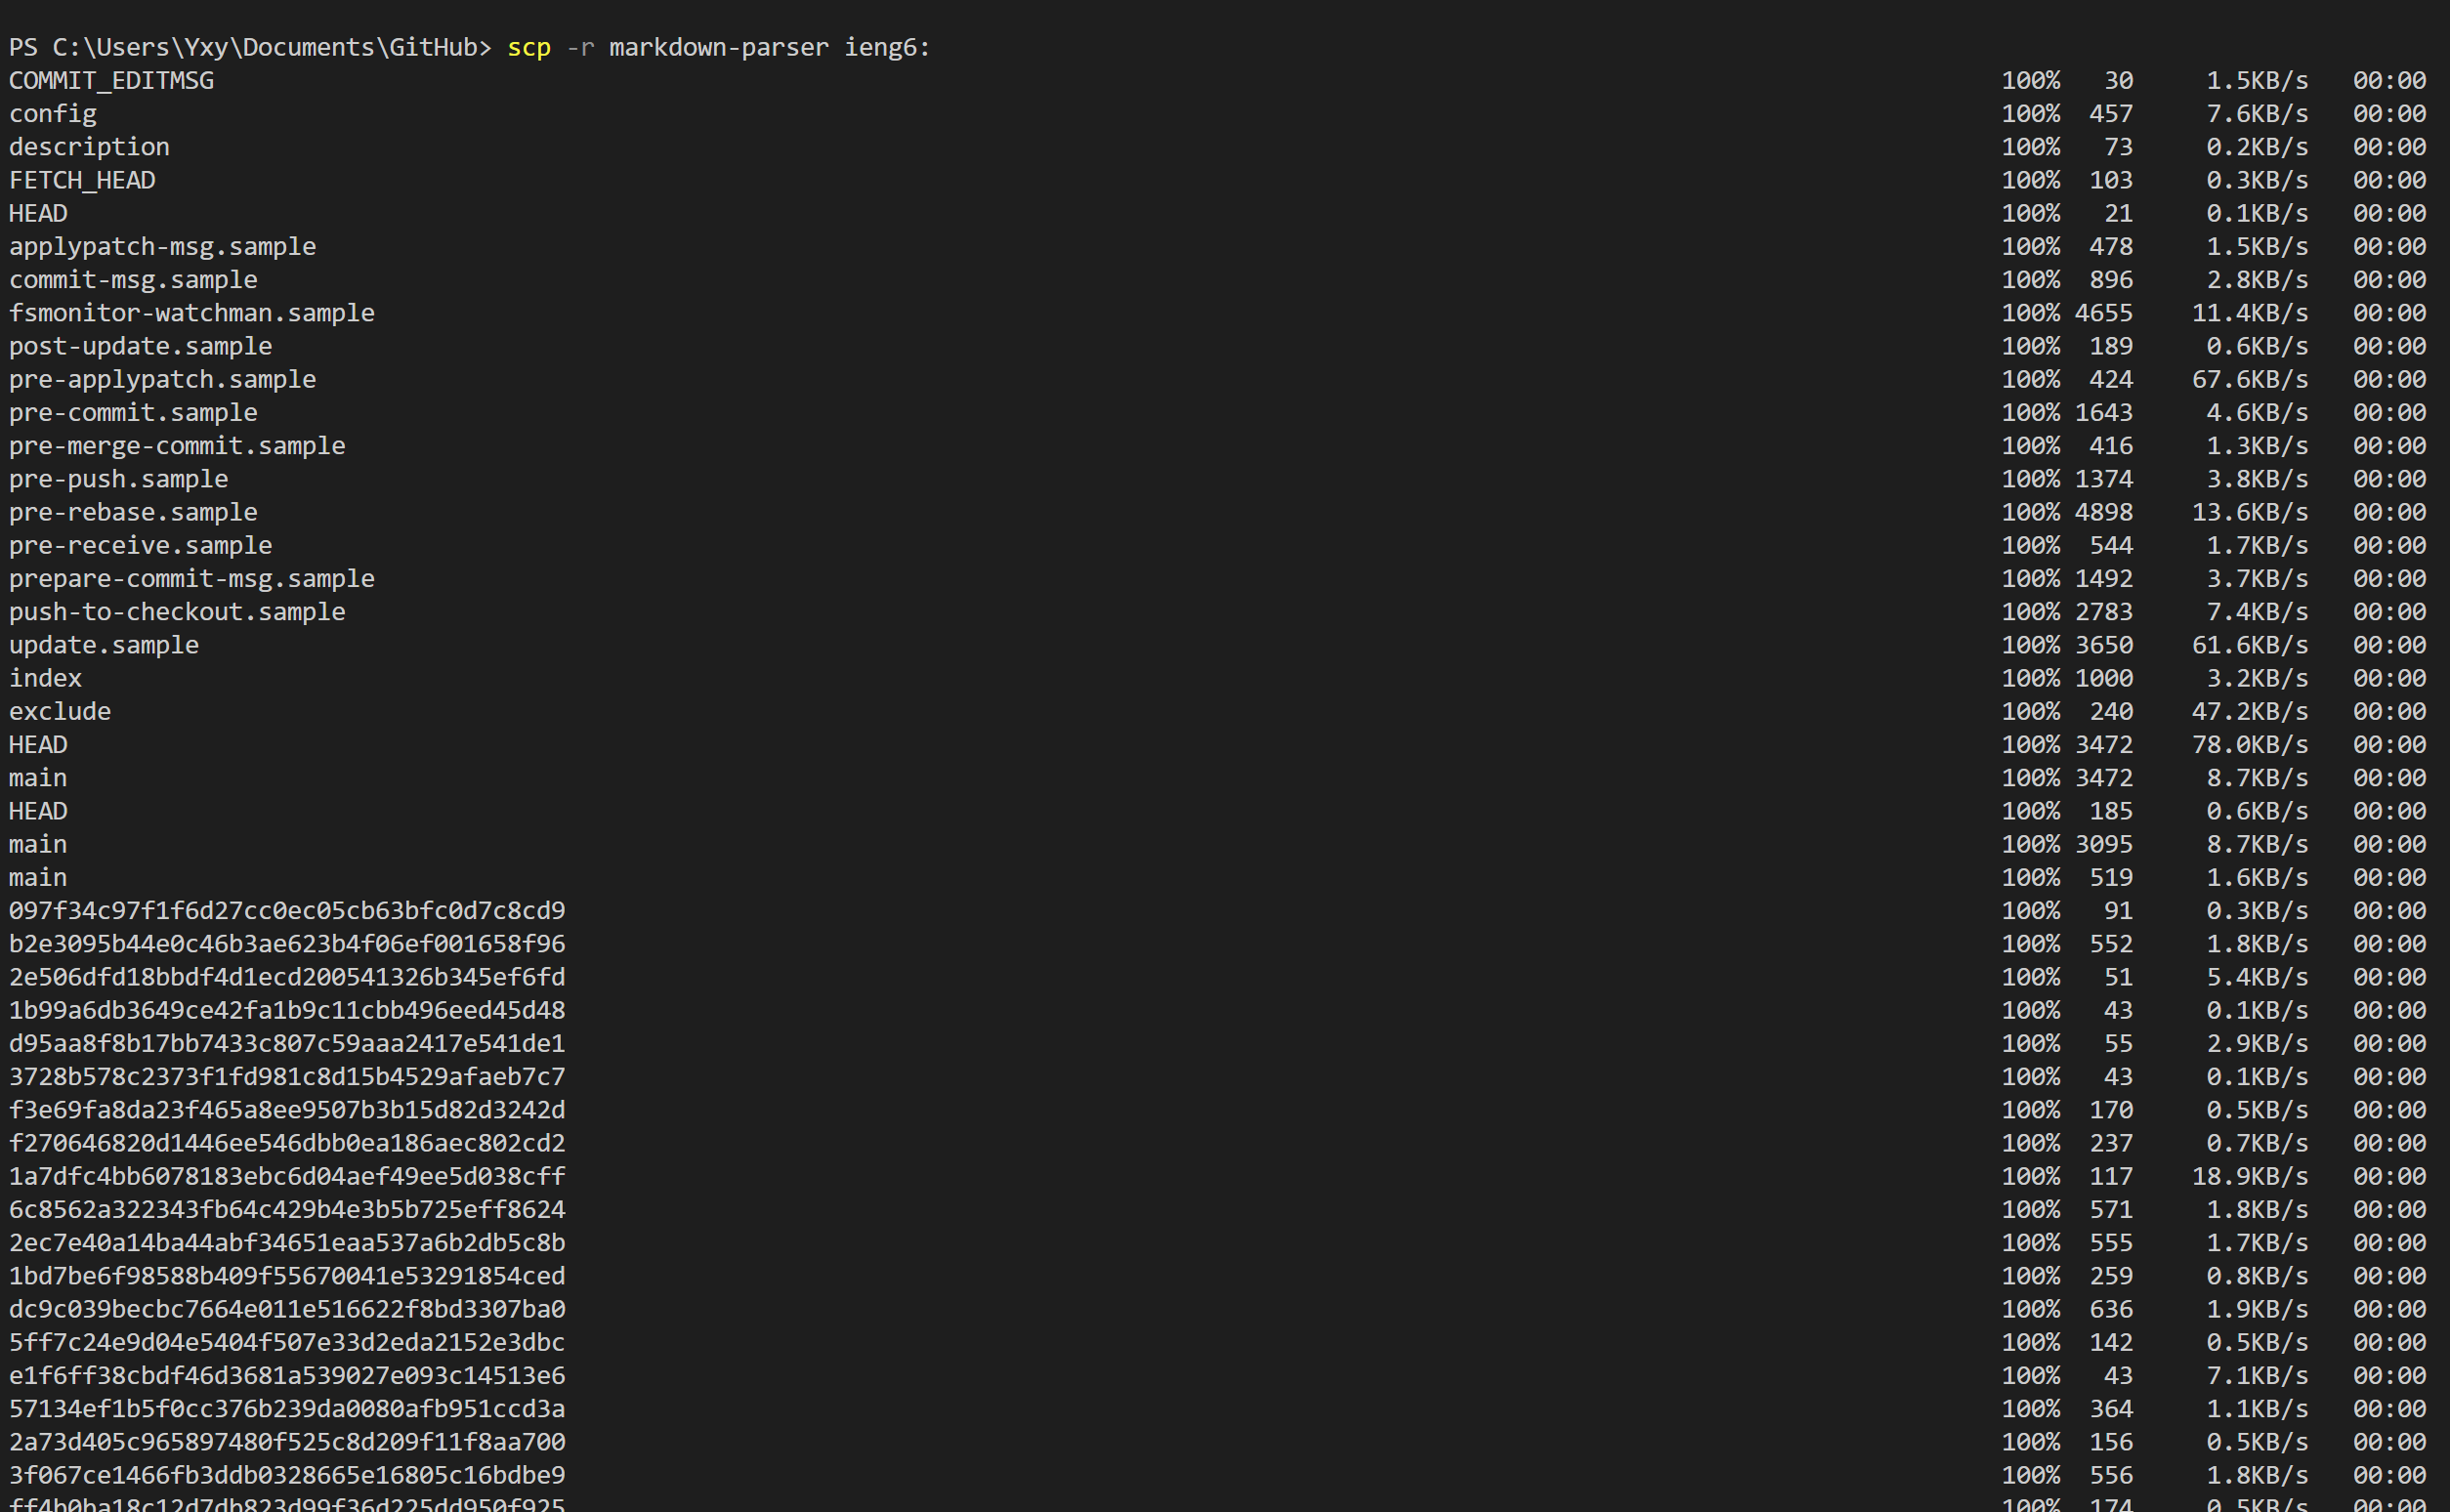 PS C:\Users\Yxy\Documents\GitHub> scp -r markdown-parser ieng6:
COMMIT_EDITMSG 100% 30 1.5KB/s 00:00
config 100% 457 7.6KB/s 00:00
description 100% 73 0.2KB/s 00:00
FETCH_HEAD 100% 103 0.3KB/s 00:00
HEAD 100% 21 0.1KB/s 00:00
applypatch-msg.sample 100% 478 1.5KB/s 00:00
commit-msg.sample 100% 896 2.8KB/s 00:00
fsmonitor-watchman.sample 100% 4655 11.4KB/s 00:00
post-update.sample 100% 189 0.6KB/s 00:00
pre-applypatch.sample 100% 424 67.6KB/s 00:00
pre-commit.sample 100% 1643 4.6KB/s 00:00
pre-merge-commit.sample 100% 416 1.3KB/s 00:00
pre-push.sample 100% 1374 3.8KB/s 00:00
pre-rebase.sample 100% 4898 13.6KB/s 00:00
pre-receive.sample 100% 544 1.7KB/s 00:00
prepare-commit-msg.sample 100% 1492 3.7KB/s 00:00
push-to-checkout.sample 100% 2783 7.4KB/s 00:00
update.sample 100% 3650 61.6KB/s 00:00
index 100% 1000 3.2KB/s 00:00
exclude 100% 240 47.2KB/s 00:00
HEAD 100% 3472 78.0KB/s 00:00
main 100% 3472 8.7KB/s 00:00
HEAD 100% 185 0.6KB/s 00:00
main 100% 3095 8.7KB/s 00:00
main 100% 519 1.6KB/s 00:00
097f34c97f1f6d27cc0ec05cb63bfc0d7c8cd9 100% 91 0.3KB/s 00:00
b2e3095b44e0c46b3ae623b4f06ef001658f96 100% 552 1.8KB/s 00:00
2e506dfd18bbdf4d1ecd200541326b345ef6fd 100% 51 5.4KB/s 00:00
1b99a6db3649ce42fa1b9c11cbb496eed45d48 100% 43 0.1KB/s 00:00
d95aa8f8b17bb7433c807c59aaa2417e541de1 100% 55 2.9KB/s 00:00
3728b578c2373f1fd981c8d15b4529afaeb7c7 100% 43 0.1KB/s 00:00
f3e69fa8da23f465a8ee9507b3b15d82d3242d 100% 170 0.5KB/s 00:00
f270646820d1446ee546dbb0ea186aec802cd2 100% 237 0.7KB/s 00:00
1a7dfc4bb6078183ebc6d04aef49ee5d038cff 100% 117 18.9KB/s 00:00
6c8562a322343fb64c429b4e3b5b725eff8624 100% 571 1.8KB/s 00:00
2ec7e40a14ba44abf34651eaa537a6b2db5c8b 100% 555 1.7KB/s 00:00
1bd7be6f98588b409f55670041e53291854ced 100% 259 0.8KB/s 00:00
dc9c039becbc7664e011e516622f8bd3307ba0 100% 636 1.9KB/s 00:00
5ff7c24e9d04e5404f507e33d2eda2152e3dbc 100% 142 0.5KB/s 00:00
e1f6ff38cbdf46d3681a539027e093c14513e6 100% 43 7.1KB/s 00:00
57134ef1b5f0cc376b239da0080afb951ccd3a 100% 364 1.1KB/s 00:00
2a73d405c965897480f525c8d209f11f8aa700 100% 156 0.5KB/s 00:00
3f067ce1466fb3ddb0328665e16805c16bdbe9 100% 556 1.8KB/s 00:00
ff4b0ba18c12d7db823d99f36d225dd950f925 100% 174 0.5KB/s 00:00